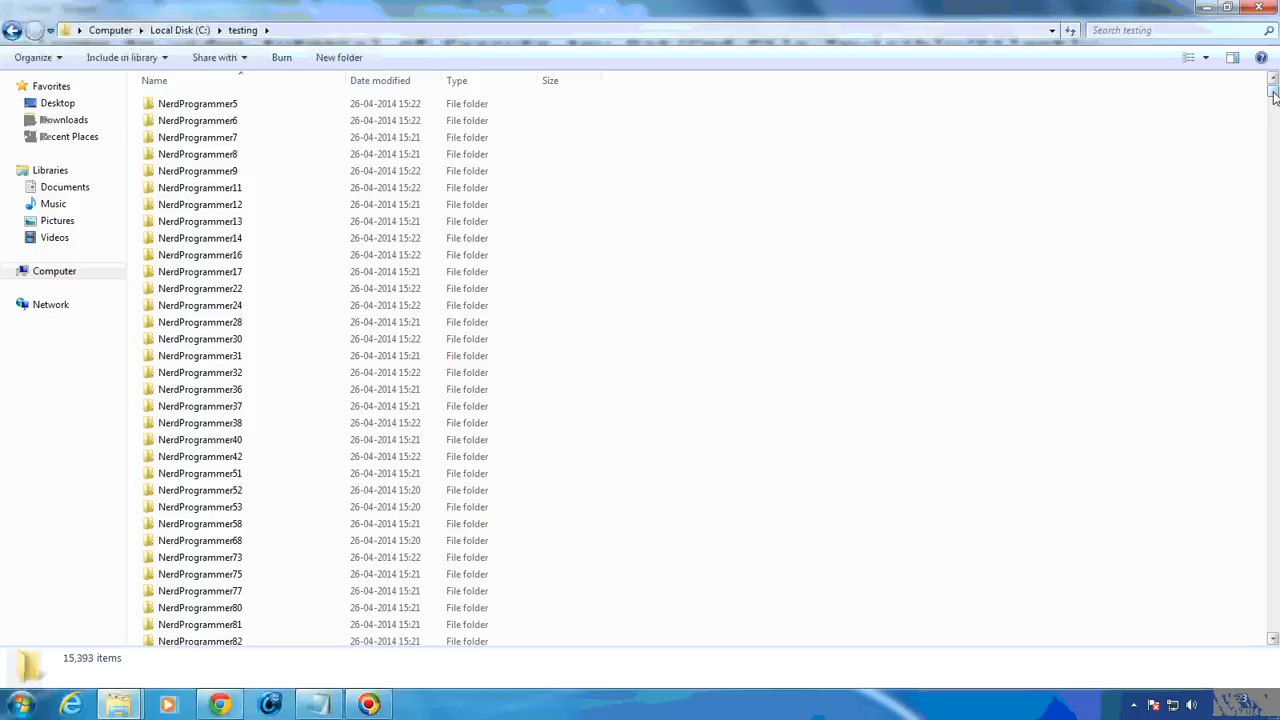 Computer Local Disk (C:) testing Search testing
Organize Include in library Share with Burn New folder
Name Date modified Type Size
Favorites
Desktop
Downloads
Recent Places
Libraries
Documents
Music
Pictures
Videos
Computer
Network
NerdProgrammer5 26-04-2014 15:22 File folder
NerdProgrammer6 26-04-2014 15:22 File folder
NerdProgrammer7 26-04-2014 15:21 File folder
NerdProgrammer8 26-04-2014 15:21 File folder
NerdProgrammer9 26-04-2014 15:22 File folder
NerdProgrammer11 26-04-2014 15:22 File folder
NerdProgrammer12 26-04-2014 15:21 File folder
NerdProgrammer13 26-04-2014 15:21 File folder
NerdProgrammer14 26-04-2014 15:22 File folder
NerdProgrammer16 26-04-2014 15:22 File folder
NerdProgrammer17 26-04-2014 15:21 File folder
NerdProgrammer22 26-04-2014 15:22 File folder
NerdProgrammer24 26-04-2014 15:22 File folder
NerdProgrammer28 26-04-2014 15:21 File folder
NerdProgrammer30 26-04-2014 15:22 File folder
NerdProgrammer31 26-04-2014 15:21 File folder
NerdProgrammer32 26-04-2014 15:22 File folder
NerdProgrammer36 26-04-2014 15:21 File folder
NerdProgrammer37 26-04-2014 15:21 File folder
NerdProgrammer38 26-04-2014 15:22 File folder
NerdProgrammer40 26-04-2014 15:21 File folder
NerdProgrammer42 26-04-2014 15:22 File folder
NerdProgrammer51 26-04-2014 15:21 File folder
NerdProgrammer52 26-04-2014 15:20 File folder
NerdProgrammer53 26-04-2014 15:20 File folder
NerdProgrammer58 26-04-2014 15:21 File folder
NerdProgrammer68 26-04-2014 15:20 File folder
NerdProgrammer73 26-04-2014 15:22 File folder
NerdProgrammer75 26-04-2014 15:21 File folder
NerdProgrammer77 26-04-2014 15:21 File folder
NerdProgrammer80 26-04-2014 15:21 File folder
NerdProgrammer81 26-04-2014 15:21 File folder
NerdProgrammer82 26-04-2014 15:21 File folder
15,393 items